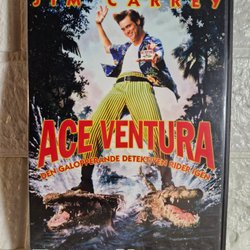 JIM CARREY
ACE VENTURA
DEN GALOPPERANDE DETEKTIVEN RIDER IGEN